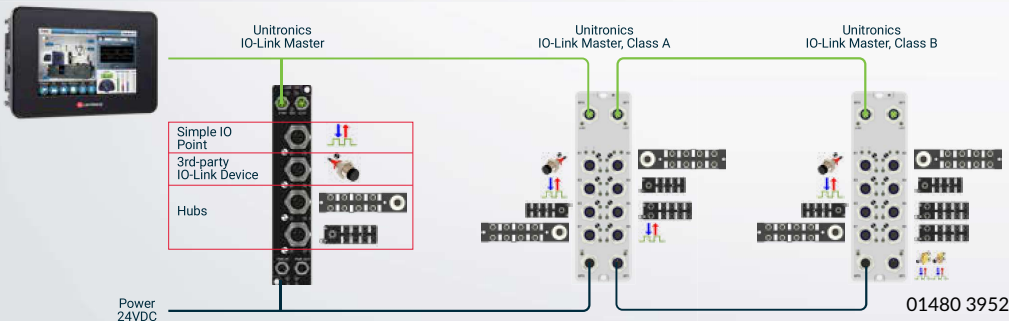 Unitronics
IO-Link Master
Unitronics
IO-Link Master, Class A
Unitronics
IO-Link Master, Class B
Simple IO
Point
3rd-party
IO-Link Device
Hubs
Power
24VDC
01480 3952